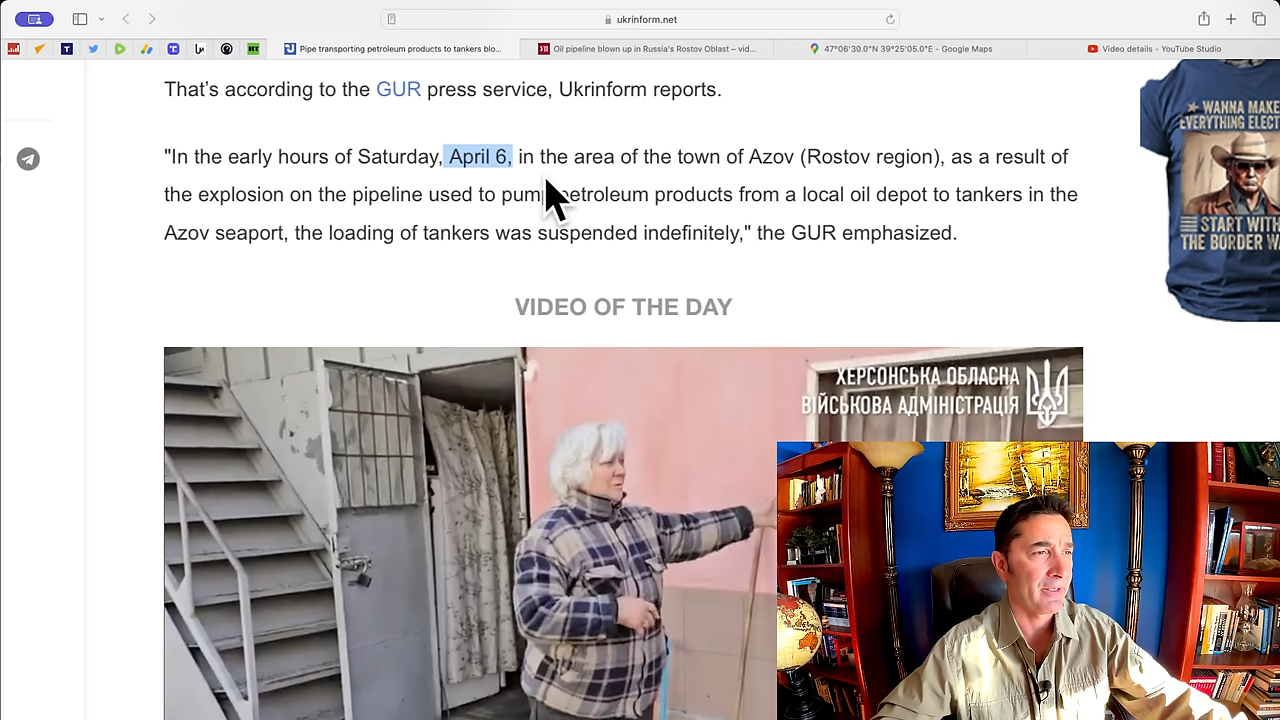 ukrinform.net
Pipe transporting petroleum products to tankers blo...
Oil pipeline blown up in Russia's Rostov Oblast – vid...
47°06'30.0"N 39°25'05.0"E - Google Maps
Video details - YouTube Studio
That's according to the GUR press service, Ukrinform reports.
"In the early hours of Saturday, April 6, in the area of the town of Azov (Rostov region), as a result of
the explosion on the pipeline used to pump petroleum products from a local oil depot to tankers in the
Azov seaport, the loading of tankers was suspended indefinitely," the GUR emphasized.
WANNA MAKE
EVERYTHING ELECT
START WITH
THE BORDER WA
VIDEO OF THE DAY
ХЕРСОНСЬКА ОБЛАСНА
ВІЙСЬКОВА АДМІНІСТРАЦІЯ